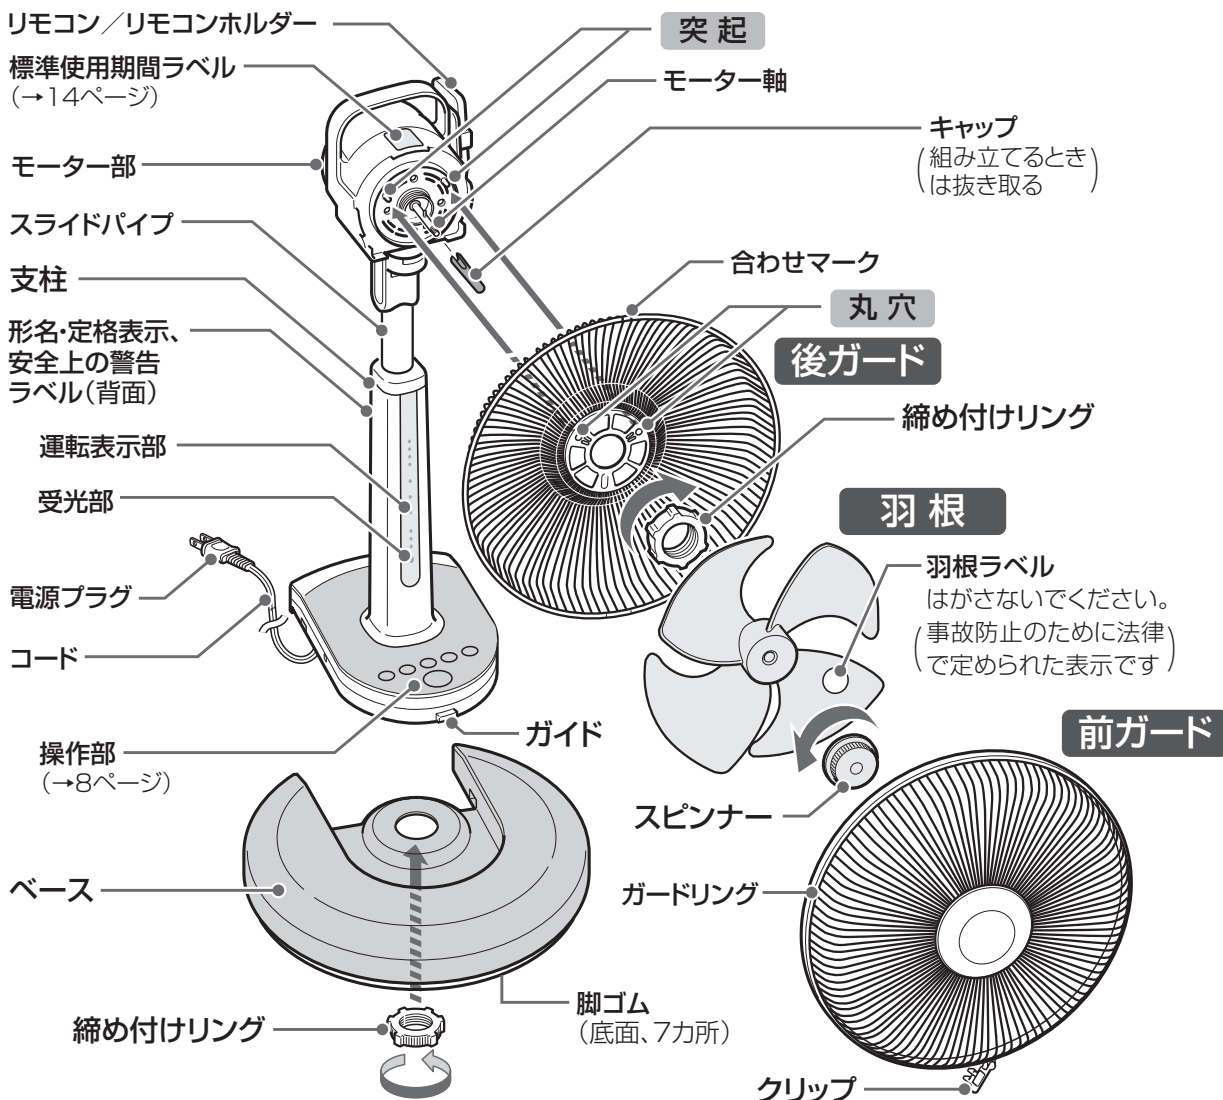 リモコン／リモコンホルダー
標準使用期間ラベル
（→14ページ）
モーター部
スライドパイプ
支柱
形名・定格表示、
安全上の警告
ラベル（背面）
運転表示部
受光部
電源プラグ
コード
操作部
（→8ページ）
ベース
締め付けリング
突起
モーター軸
キャップ
（組み立てるとき
は抜き取る）
合わせマーク
丸穴
後ガード
締め付けリング
羽根
羽根ラベル
はがさないでください。
（事故防止のために法律
で定められた表示です）
ガイド
スピンナー
前ガード
ガードリング
脚ゴム
（底面、7カ所）
クリップ